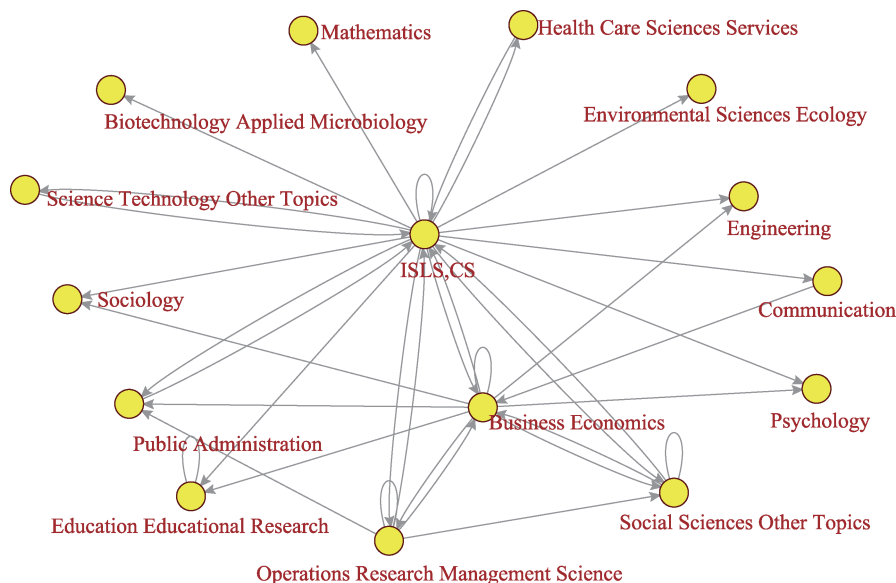 Mathematics
Health Care Sciences Services
Biotechnology Applied Microbiology
Environmental Sciences Ecology
Science Technology Other Topics
Engineering
ISLS,CS
Sociology
Communication
Business Economics
Psychology
Public Administration
Education Educational Research
Social Sciences Other Topics
Operations Research Management Science